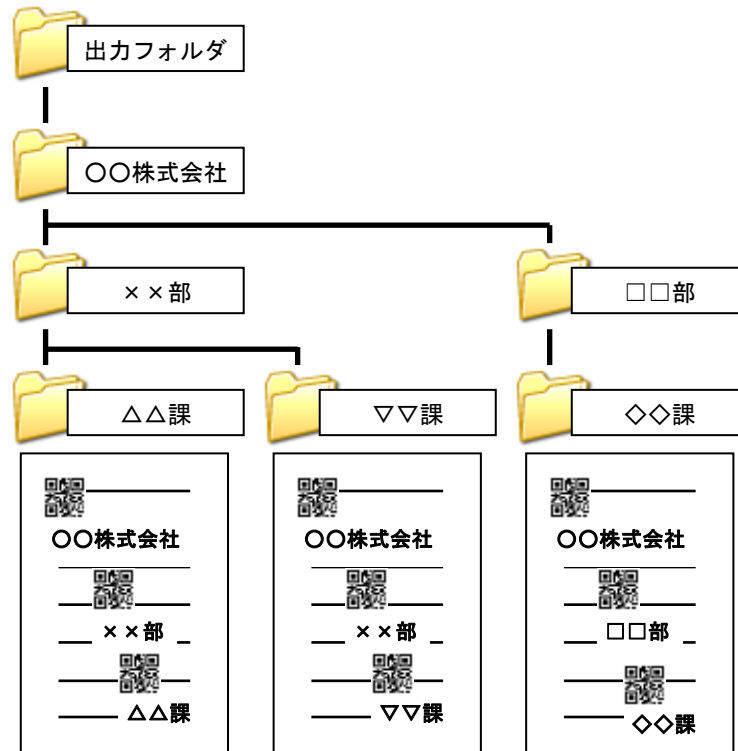 出力フォルダ
〇〇株式会社
××部
□□部
△△課
▽▽課
◇◇課
〇〇株式会社
××部
△△課
〇〇株式会社
××部
▽▽課
〇〇株式会社
□□部
◇◇課